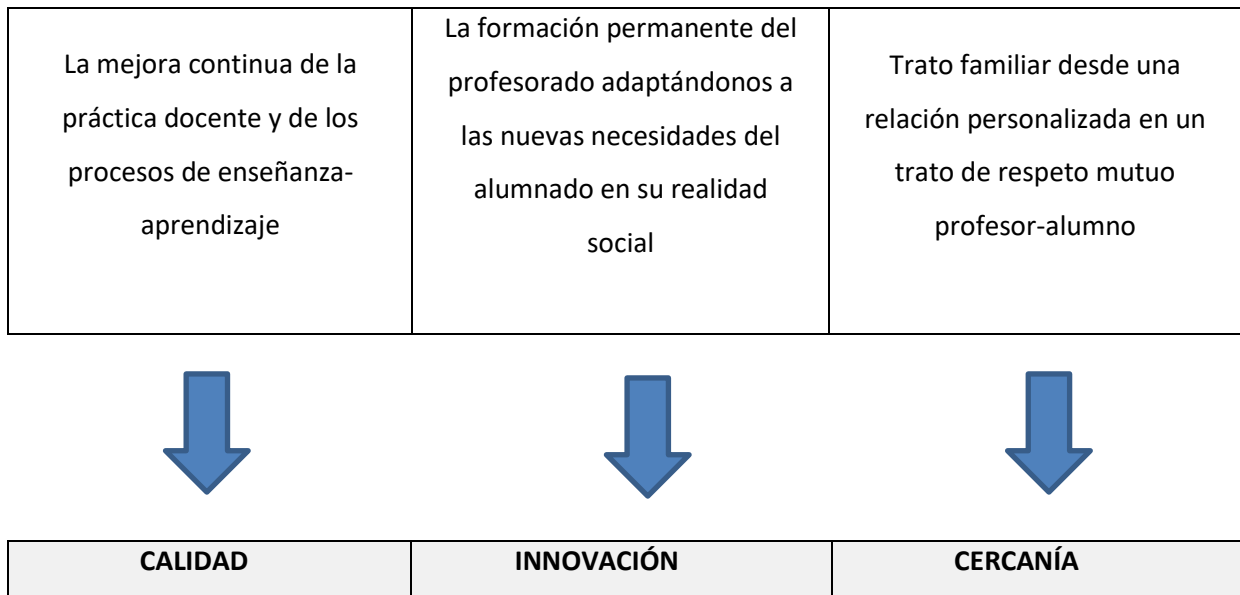 La mejora continua de la
práctica docente y de los
procesos de enseñanza-
aprendizaje
La formación permanente del
profesorado adaptándonos a
las nuevas necesidades del
alumnado en su realidad
social
Trato familiar desde una
relación personalizada en un
trato de respeto mutuo
profesor-alumno
CALIDAD
INNOVACIÓN
CERCANÍA